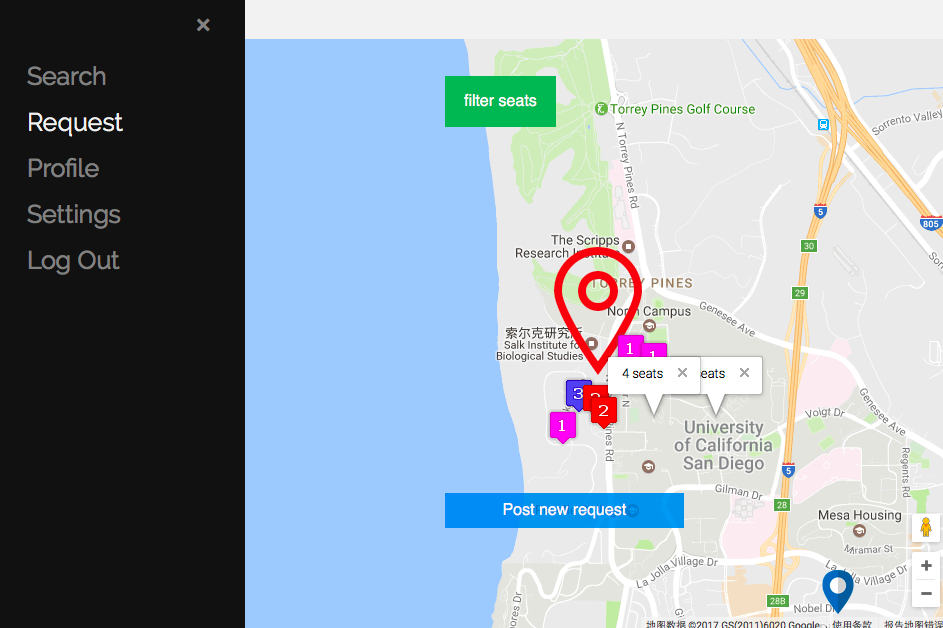 ×
Search
Request
Profile
Settings
Log Out
filter seats
Torrey Pines Golf Course
N Torrey Pines Rd
Sorrento Valley
5
805
30
The Scripps
Research Institu
TORREY PINES
29
Genesee Ave
North Campus
索尔克研究所
Salk Institute for
Biological Studies
1
1
4 seats ×
eats ×
3
2
2
1
University
of California
San Diego
Voigt Dr
Genesee Ave
Regents Rd
5
Gilman Dr
28
Post new request
Mesa Housing
Miramar St
La Jolla Village Dr
La Jolla Village Dr
28B
Nobel Dr
+
−
地图数据 ©2017 GS(2011)6020 Google
使用条款
报告地图错误